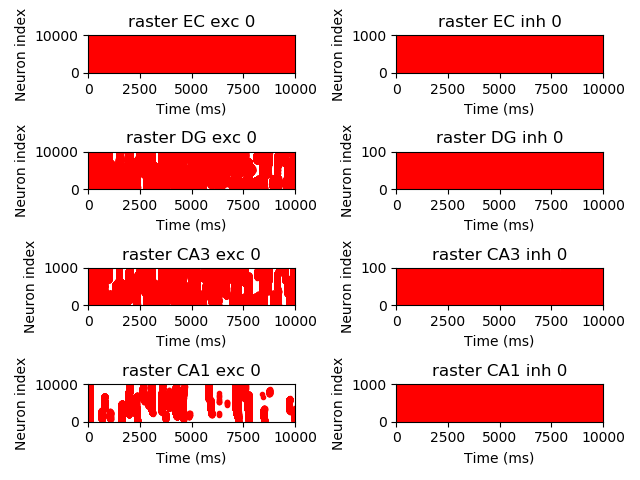 raster EC exc 0
10000
Neuron index
0
0 2500 5000 7500 10000
Time (ms)
raster EC inh 0
10000
Neuron index
0
0 2500 5000 7500 10000
Time (ms)
raster DG exc 0
10000
Neuron index
0
0 2500 5000 7500 10000
Time (ms)
raster DG inh 0
100
Neuron index
0
0 2500 5000 7500 10000
Time (ms)
raster CA3 exc 0
1000
Neuron index
0
0 2500 5000 7500 10000
Time (ms)
raster CA3 inh 0
100
Neuron index
0
0 2500 5000 7500 10000
Time (ms)
raster CA1 exc 0
10000
Neuron index
0
0 2500 5000 7500 10000
Time (ms)
raster CA1 inh 0
1000
Neuron index
0
0 2500 5000 7500 10000
Time (ms)